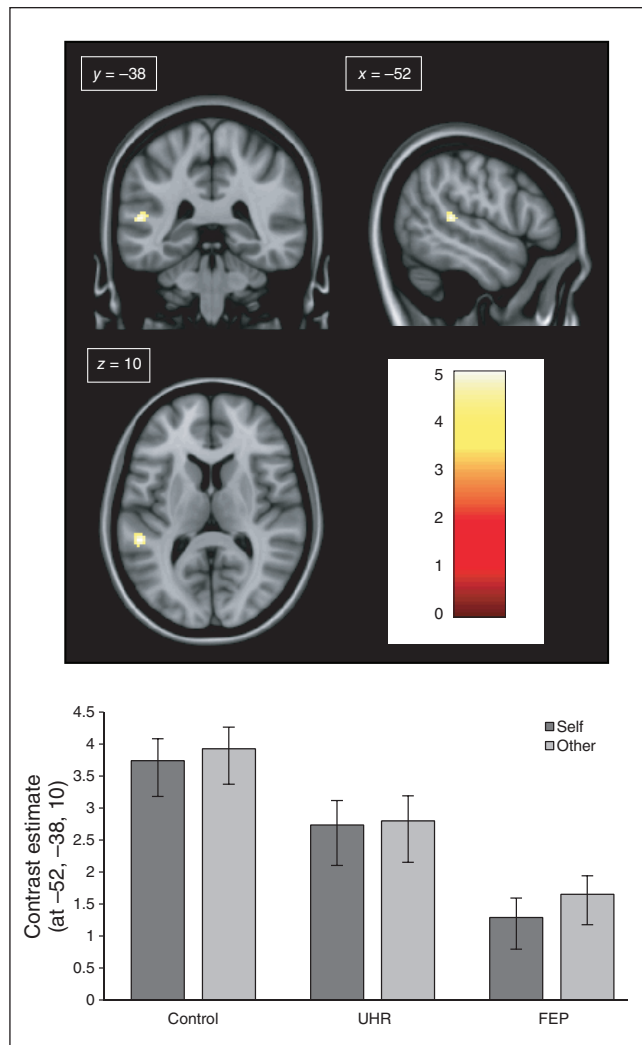 y = –38
x = –52
z = 10
5
4
3
2
1
0
4.5
4
3.5
3
2.5
2
1.5
1
0.5
0
Contrast estimate
(at –52, –38, 10)
Self
Other
Control
UHR
FEP